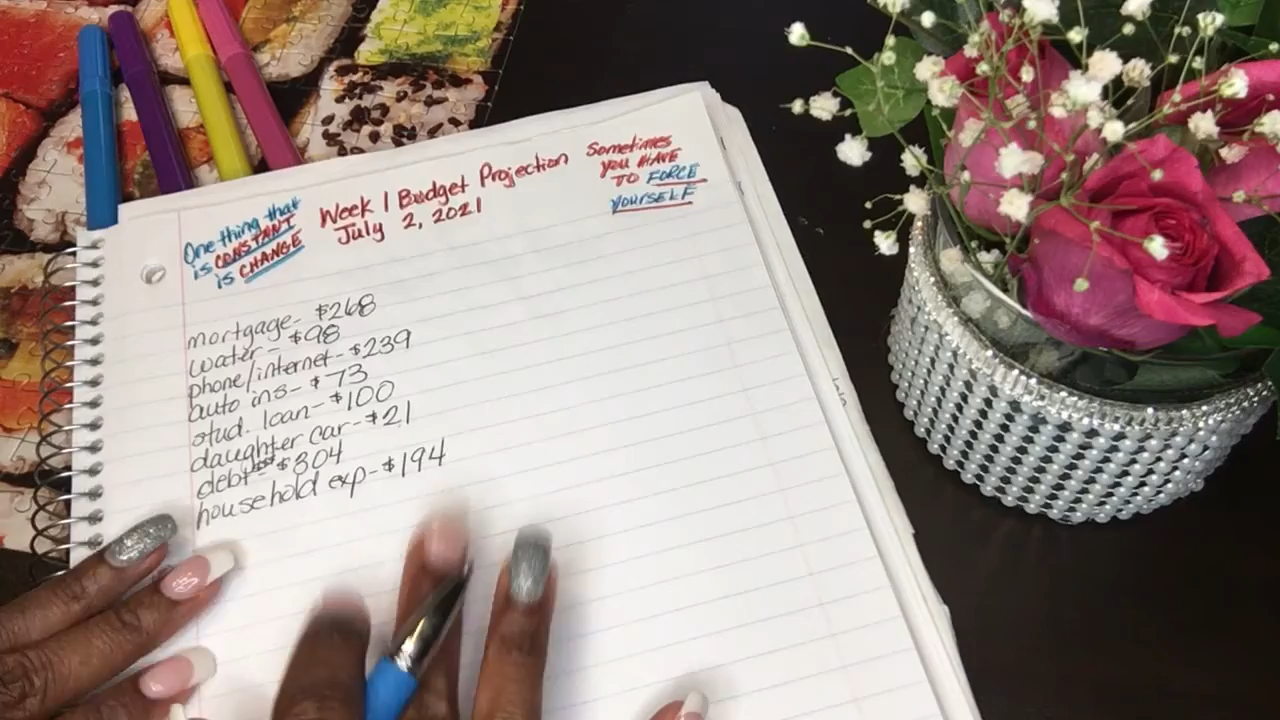 One thing that
is CONSTANT
is CHANGE
Week 1 Budget Projection
July 2, 2021
Sometimes
YOU HAVE
TO FORCE
YOURSELF
mortgage- $268
water- $98
phone/internet- $239
auto ins- $73
stud. loan- $100
daughter car- $21
debt- $304
household exp- $194